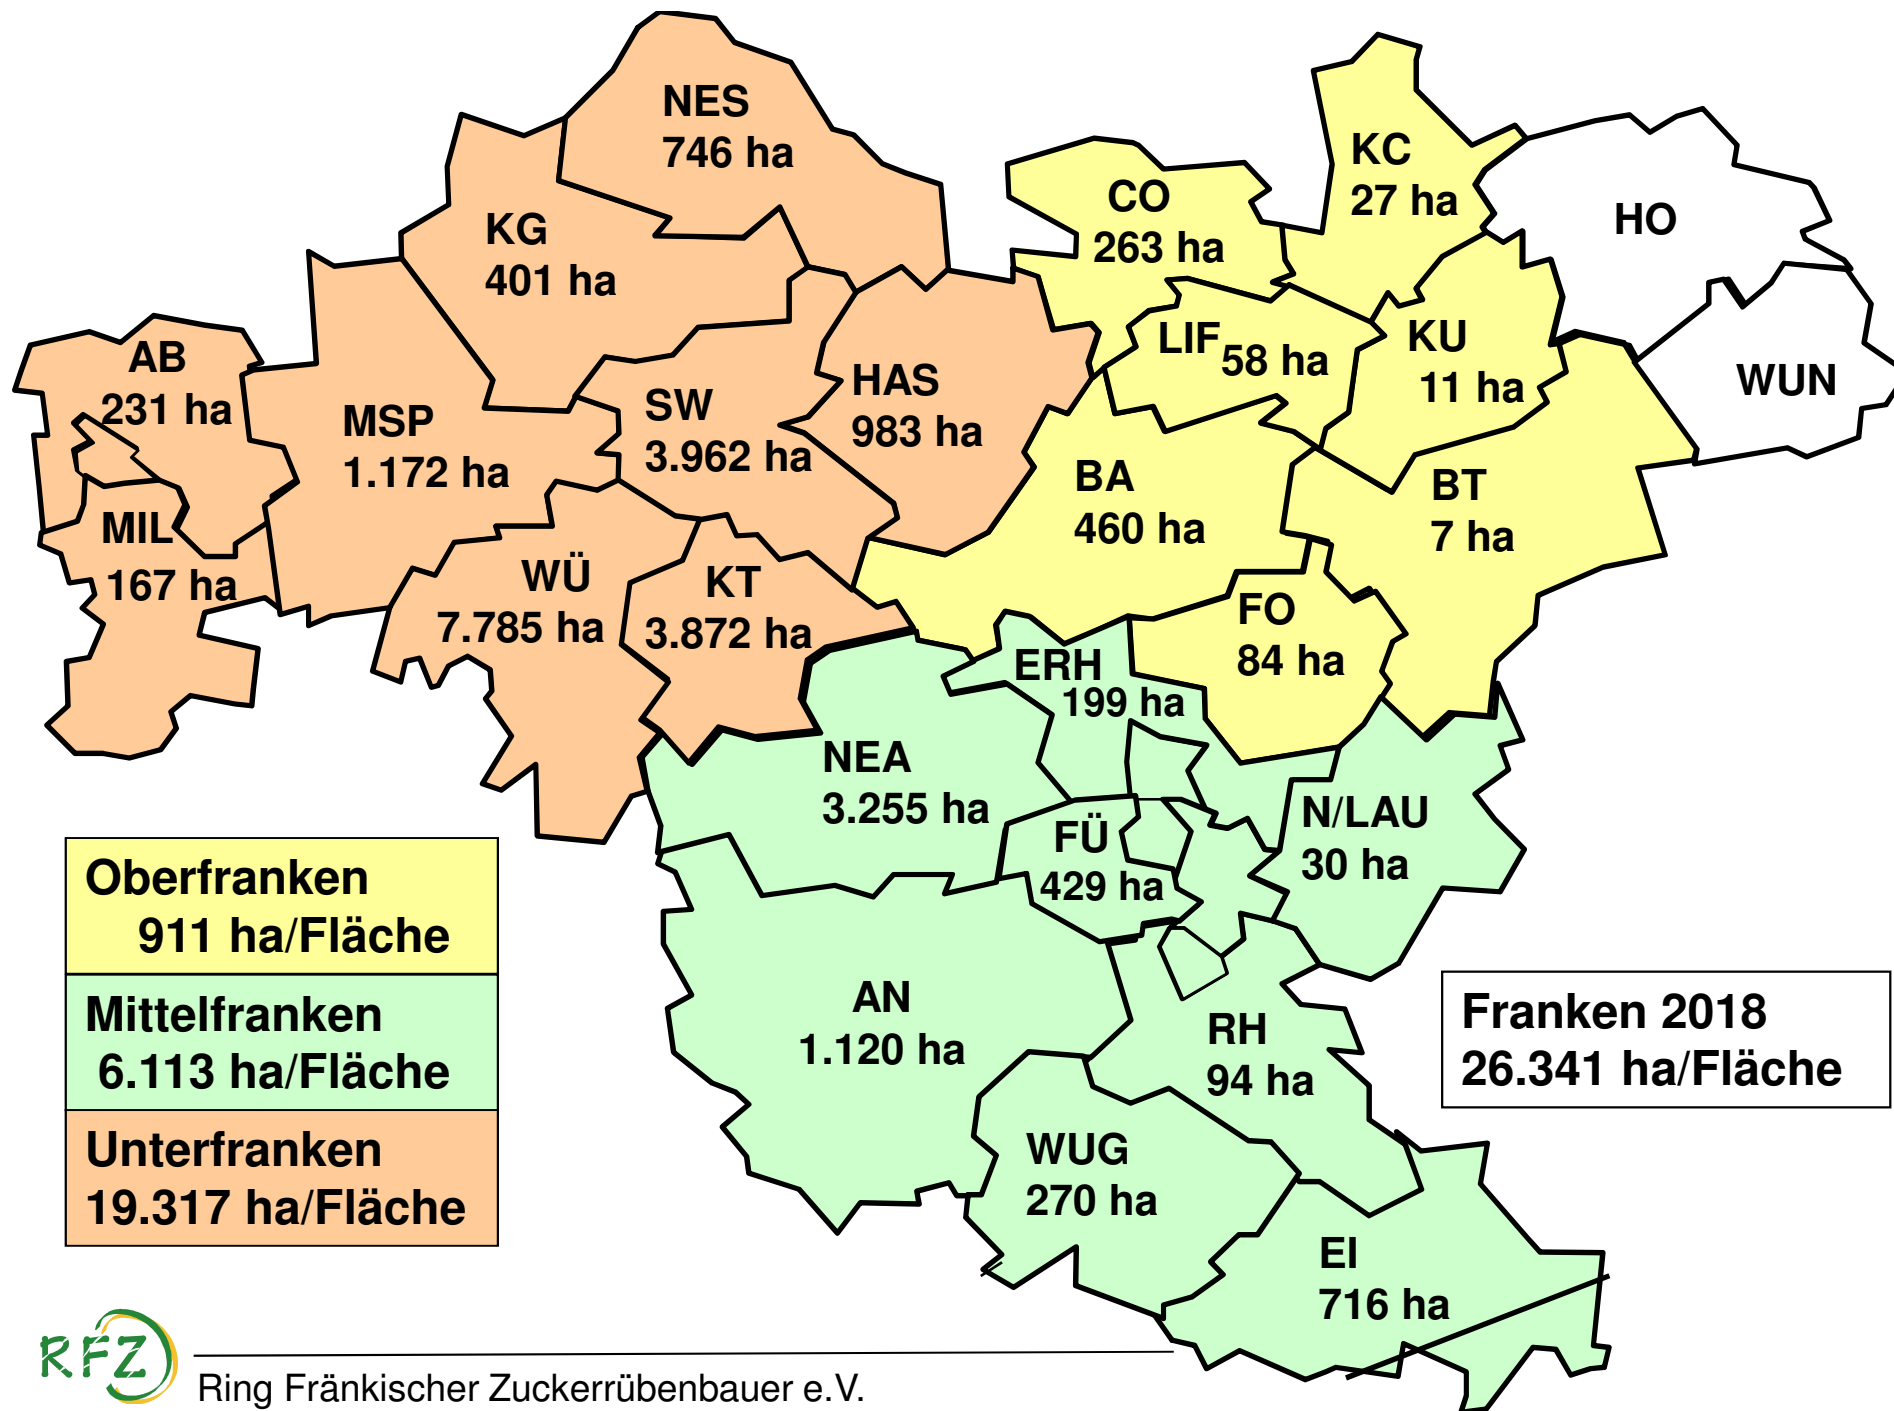 NES
746 ha
KC
27 ha
CO
263 ha
HO
KG
401 ha
AB
231 ha
MSP
1.172 ha
SW
3.962 ha
HAS
983 ha
LIF 58 ha
KU
11 ha
WUN
BA
460 ha
BT
7 ha
MIL
167 ha
WÜ
7.785 ha
KT
3.872 ha
FO
84 ha
ERH
199 ha
NEA
3.255 ha
FÜ
429 ha
N/LAU
30 ha
Oberfranken
911 ha/Fläche
Mittelfranken
6.113 ha/Fläche
Unterfranken
19.317 ha/Fläche
AN
1.120 ha
RH
94 ha
Franken 2018
26.341 ha/Fläche
WUG
270 ha
EI
716 ha
RFZ
Ring Fränkischer Zuckerrübenbauer e.V.